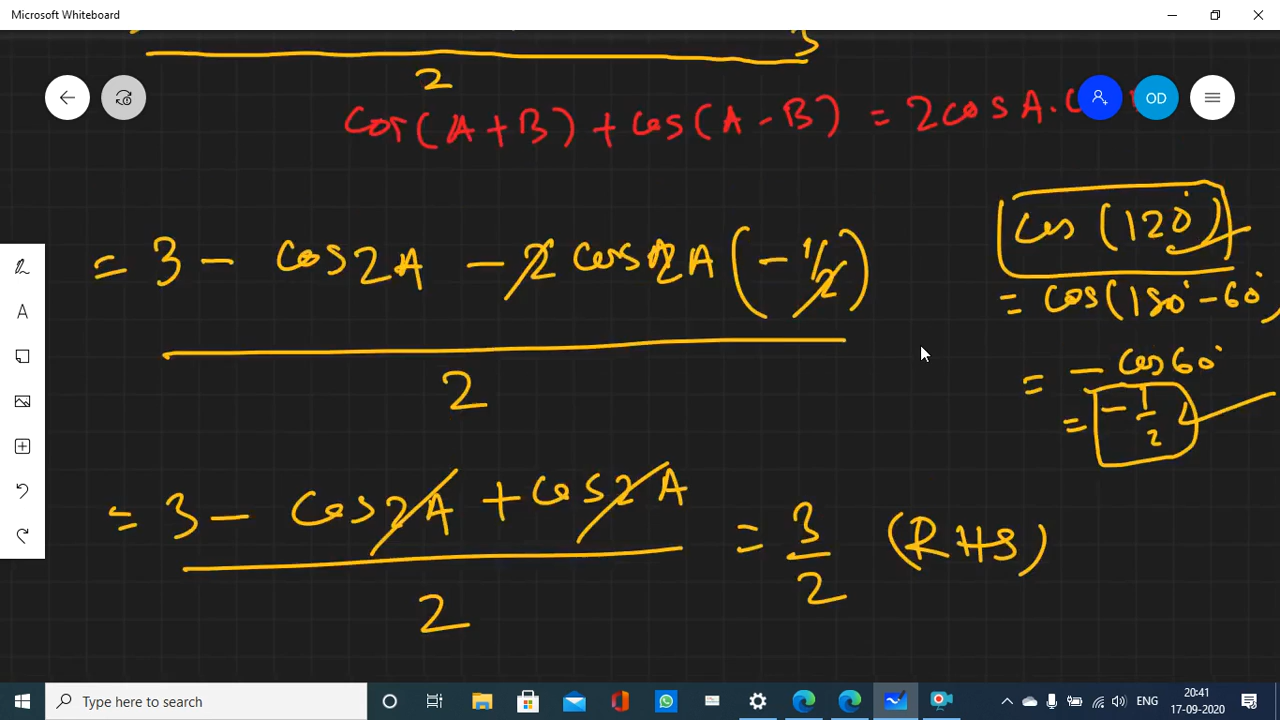 Microsoft Whiteboard
3
2
OD
cos(A+B) + cos(A-B) = 2cosA.
= 3 - cos2A - 2 cos2A (-1/2)
2
cos (120°)
= cos(180°-60°)
= - cos60°
= -1/2
= 3 - cos2A + cos2A
2
= 3/2 (RHS)
Type here to search
ENG
20:41
17-09-2020